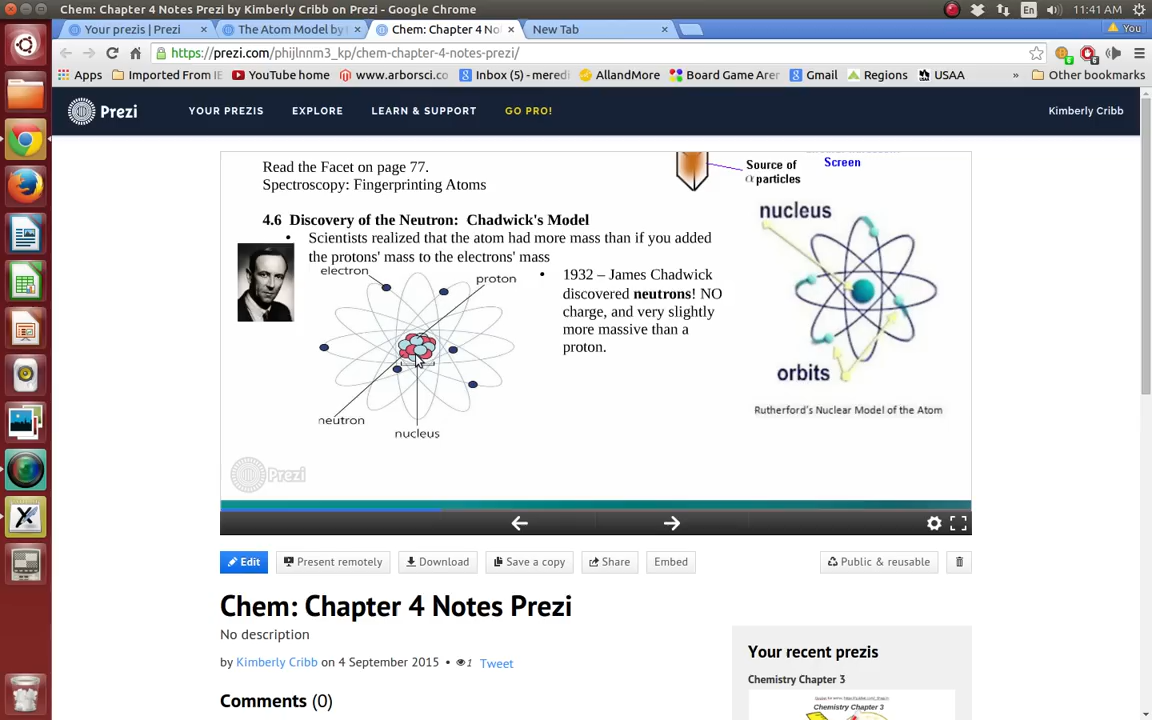 Chem: Chapter 4 Notes Prezi by Kimberly Cribb on Prezi - Google Chrome
En
11:41 AM
Your prezis | Prezi
The Atom Model by
Chem: Chapter 4 No
New Tab
You
https://prezi.com/phijlnnm3_kp/chem-chapter-4-notes-prezi/
Apps
Imported From IE
YouTube home
www.arborsci.co
Inbox (5) - meredi
AllandMore
Board Game Aren
Gmail
Regions
USAA
»
Other bookmarks
Prezi
YOUR PREZIS
EXPLORE
LEARN & SUPPORT
GO PRO!
Kimberly Cribb
Read the Facet on page 77.
Spectroscopy: Fingerprinting Atoms
Source of
α particles
Screen
4.6 Discovery of the Neutron: Chadwick's Model
• Scientists realized that the atom had more mass than if you added
the protons' mass to the electrons' mass
electron
proton
neutron
nucleus
• 1932 – James Chadwick
discovered neutrons! NO
charge, and very slightly
more massive than a
proton.
nucleus
orbits
Rutherford's Nuclear Model of the Atom
Prezi
Edit
Present remotely
Download
Save a copy
Share
Embed
Public & reusable
Chem: Chapter 4 Notes Prezi
No description
by Kimberly Cribb on 4 September 2015 • 1 Tweet
Comments (0)
Your recent prezis
Chemistry Chapter 3
Chemistry Chapter 3